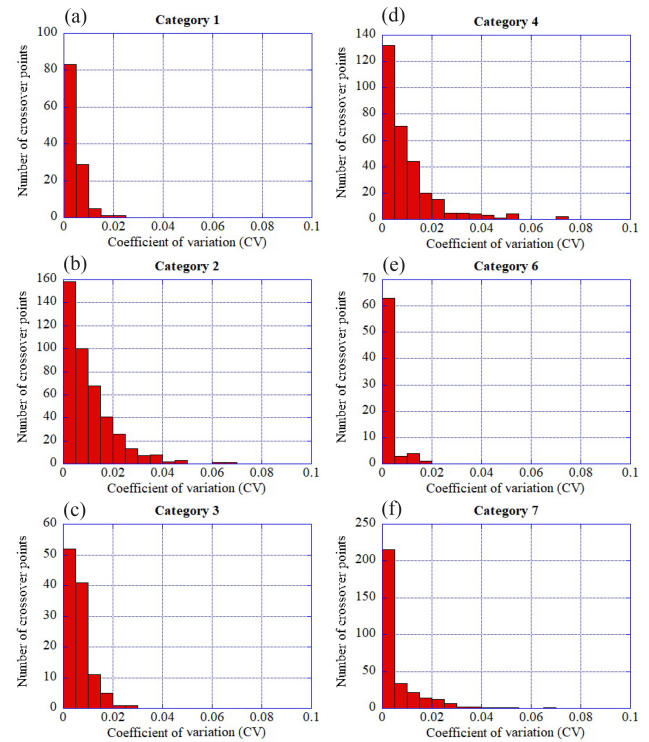 (a)
Category 1
Number of crossover points
100
80
60
40
20
0
0 0.02 0.04 0.06 0.08 0.1
Coefficient of variation (CV)
(d)
Category 4
Number of crossover points
140
120
100
80
60
40
20
0
0 0.02 0.04 0.06 0.08 0.1
Coefficient of variation (CV)
(b)
Category 2
Number of crossover points
160
140
120
100
80
60
40
20
0
0 0.02 0.04 0.06 0.08 0.1
Coefficient of variation (CV)
(e)
Category 6
Number of crossover points
70
60
50
40
30
20
10
0
0 0.02 0.04 0.06 0.08 0.1
Coefficient of variation (CV)
(c)
Category 3
Number of crossover points
60
50
40
30
20
10
0
0 0.02 0.04 0.06 0.08 0.1
Coefficient of variation (CV)
(f)
Category 7
Number of crossover points
250
200
150
100
50
0
0 0.02 0.04 0.06 0.08 0.1
Coefficient of variation (CV)